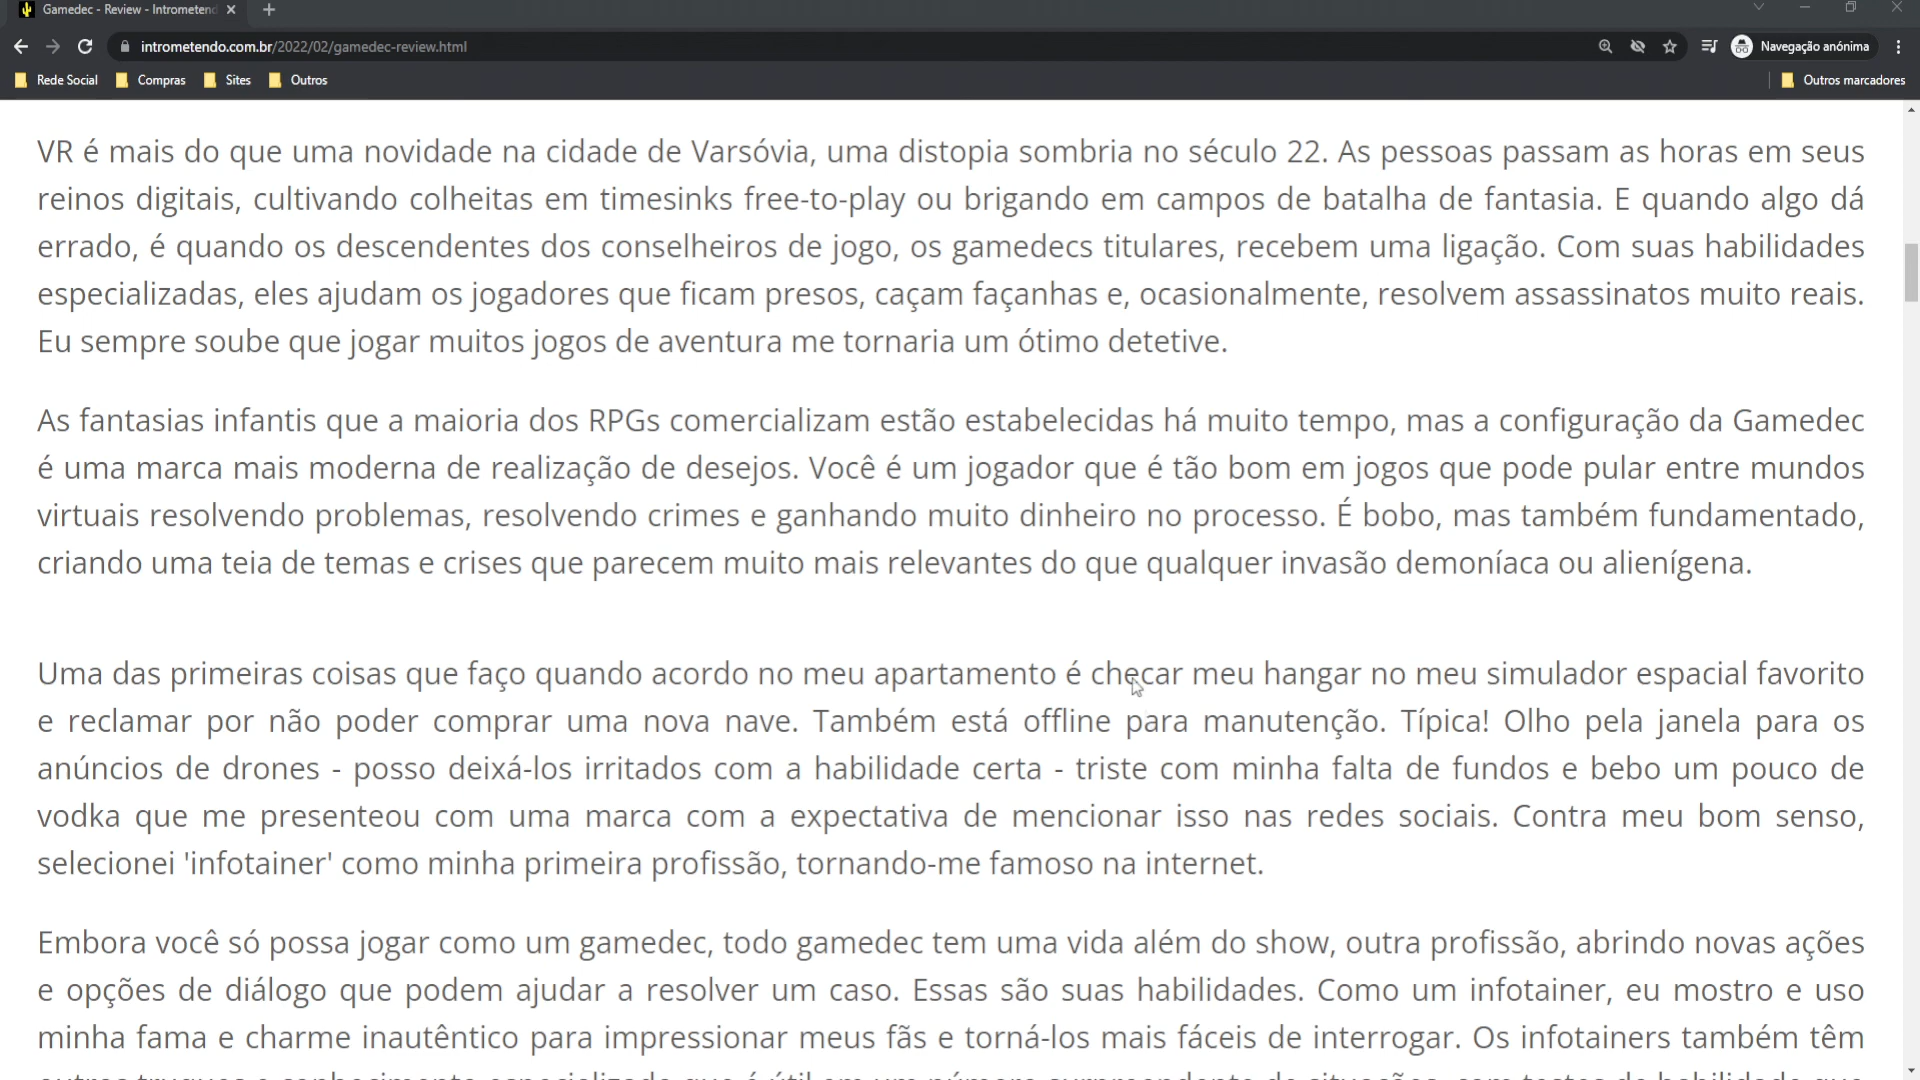 Gamedec - Review - Intrometend
intrometendo.com.br/2022/02/gamedec-review.html
Navegação anónima
Rede Social
Compras
Sites
Outros
Outros marcadores
VR é mais do que uma novidade na cidade de Varsóvia, uma distopia sombria no século 22. As pessoas passam as horas em seus
reinos digitais, cultivando colheitas em timesinks free-to-play ou brigando em campos de batalha de fantasia. E quando algo dá
errado, é quando os descendentes dos conselheiros de jogo, os gamedecs titulares, recebem uma ligação. Com suas habilidades
especializadas, eles ajudam os jogadores que ficam presos, caçam façanhas e, ocasionalmente, resolvem assassinatos muito reais.
Eu sempre soube que jogar muitos jogos de aventura me tornaria um ótimo detetive.
As fantasias infantis que a maioria dos RPGs comercializam estão estabelecidas há muito tempo, mas a configuração da Gamedec
é uma marca mais moderna de realização de desejos. Você é um jogador que é tão bom em jogos que pode pular entre mundos
virtuais resolvendo problemas, resolvendo crimes e ganhando muito dinheiro no processo. É bobo, mas também fundamentado,
criando uma teia de temas e crises que parecem muito mais relevantes do que qualquer invasão demoníaca ou alienígena.
Uma das primeiras coisas que faço quando acordo no meu apartamento é checar meu hangar no meu simulador espacial favorito
e reclamar por não poder comprar uma nova nave. Também está offline para manutenção. Típica! Olho pela janela para os
anúncios de drones - posso deixá-los irritados com a habilidade certa - triste com minha falta de fundos e bebo um pouco de
vodka que me presenteou com uma marca com a expectativa de mencionar isso nas redes sociais. Contra meu bom senso,
selecionei 'infotainer' como minha primeira profissão, tornando-me famoso na internet.
Embora você só possa jogar como um gamedec, todo gamedec tem uma vida além do show, outra profissão, abrindo novas ações
e opções de diálogo que podem ajudar a resolver um caso. Essas são suas habilidades. Como um infotainer, eu mostro e uso
minha fama e charme inautêntico para impressionar meus fãs e torná-los mais fáceis de interrogar. Os infotainers também têm